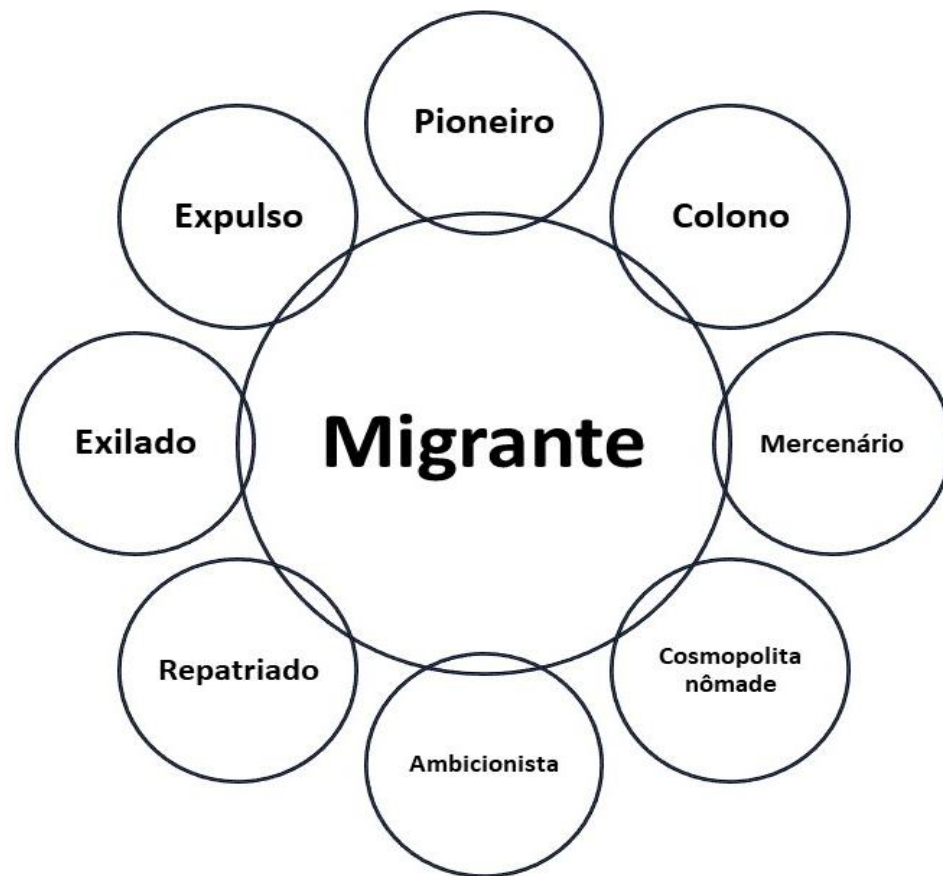 Pioneiro
Expulso
Colono
Migrante
Exilado
Mercenário
Repatriado
Cosmopolita
nômade
Ambicionista